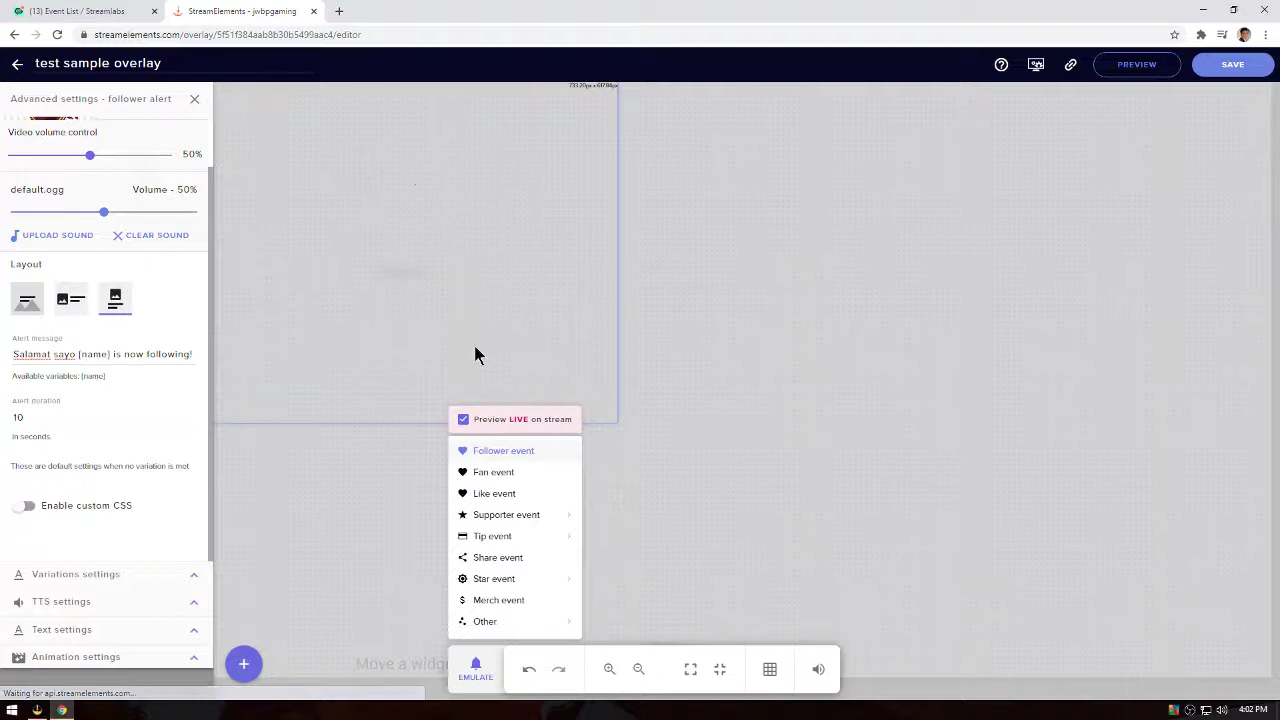 (13) Event List / Streamlabs
StreamElements - jwbpgaming
streamelements.com/overlay/5f51f384aab8b30b5499aac4/editor
test sample overlay
PREVIEW
SAVE
Advanced settings - follower alert
733.20px x 617.84px
Video volume control
50%
default.ogg
Volume - 50%
UPLOAD SOUND
CLEAR SOUND
Layout
Alert message
Salamat sayo {name} is now following!
Available variables: {name}
Alert duration
10
In seconds.
These are default settings when no variation is met
Enable custom CSS
Variations settings
TTS settings
Text settings
Animation settings
Preview LIVE on stream
Follower event
Fan event
Like event
Supporter event
Tip event
Share event
Star event
Merch event
Other
Move a widg
EMULATE
Waiting for api.streamelements.com...
4:02 PM